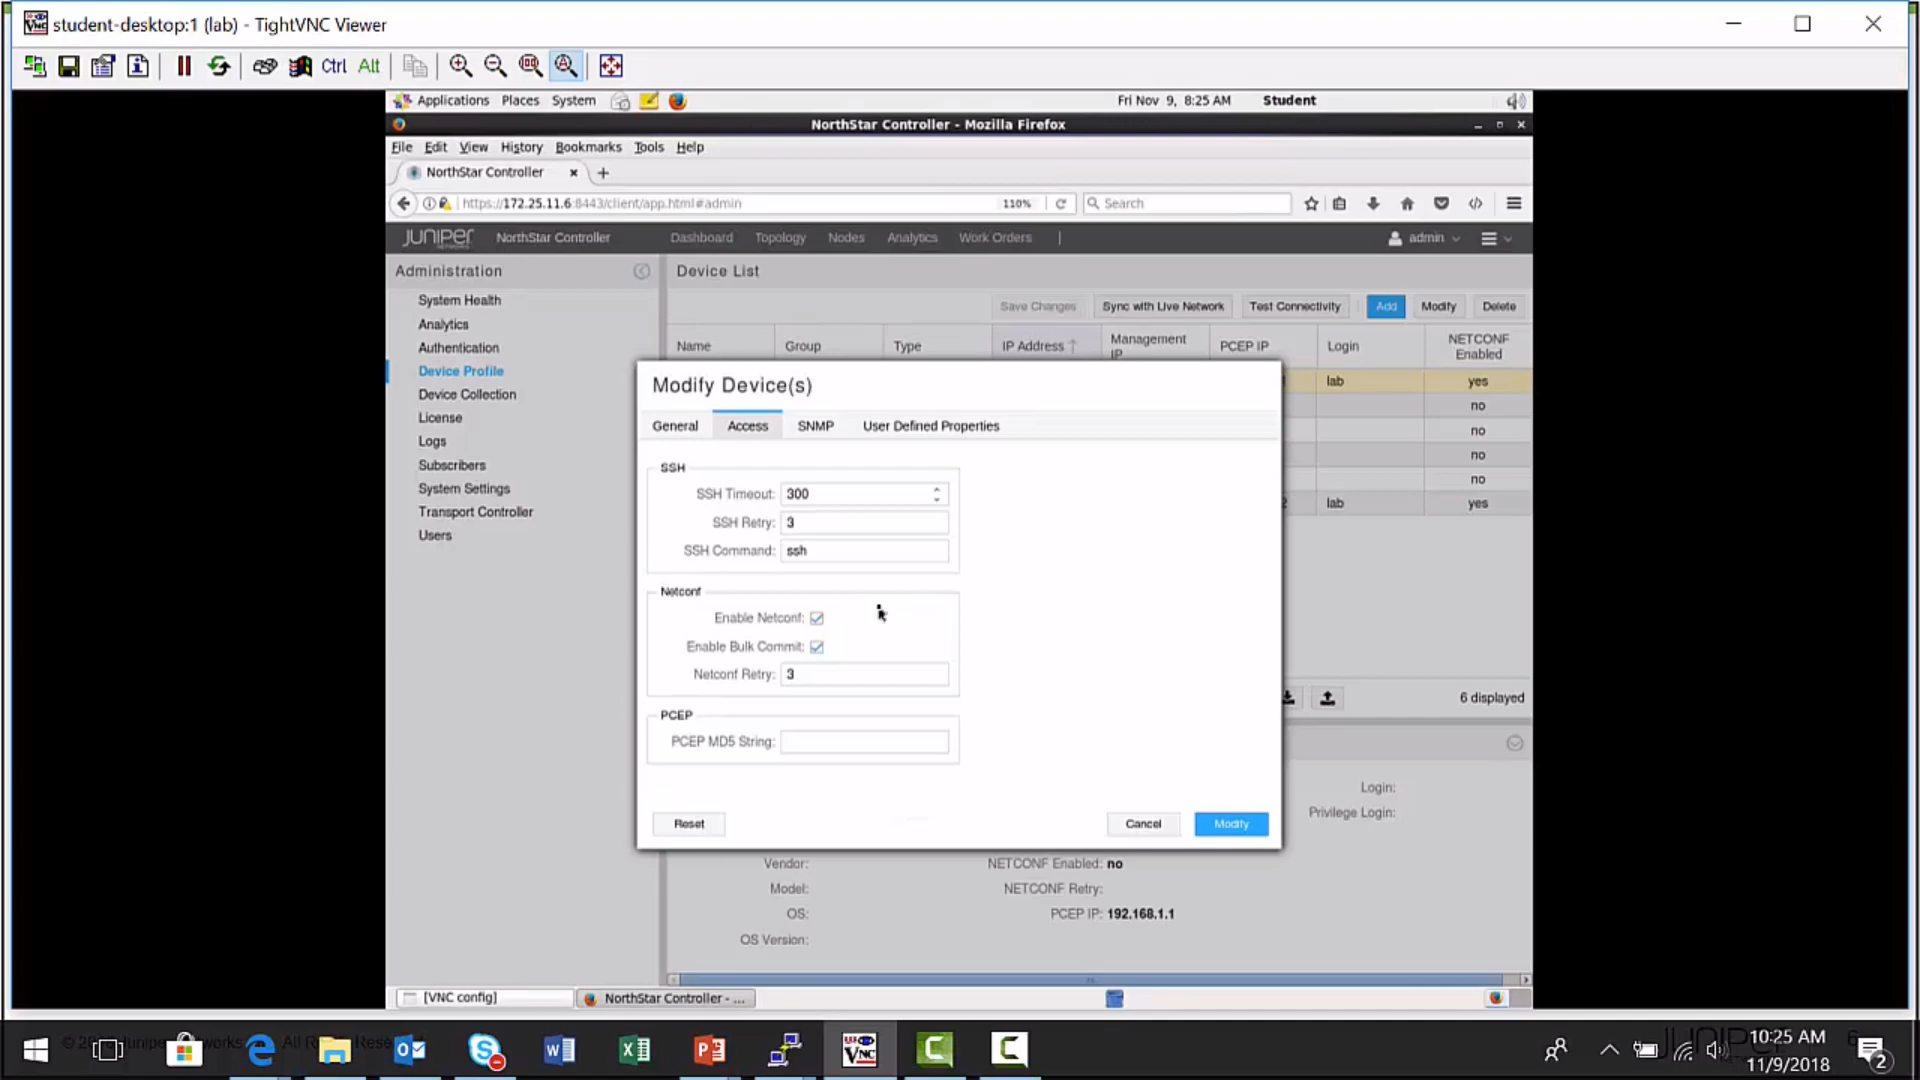 student-desktop:1 (lab) - TightVNC Viewer
Ctrl Alt
Applications Places System Fri Nov 9, 8:25 AM Student
NorthStar Controller - Mozilla Firefox
File Edit View History Bookmarks Tools Help
NorthStar Controller
https://172.25.11.6:8443/client/app.html#admin 110% Search
JUNIPER NETWORKS NorthStar Controller Dashboard Topology Nodes Analytics Work Orders admin
Administration
System Health
Analytics
Authentication
Device Profile
Device Collection
License
Logs
Subscribers
System Settings
Transport Controller
Users
Device List
Save Changes Sync with Live Network Test Connectivity Add Modify Delete
Name Group Type IP Address Management IP PCEP IP Login NETCONF Enabled
lab yes
no
no
no
no
2 lab yes
Modify Device(s)
General Access SNMP User Defined Properties
SSH
SSH Timeout: 300
SSH Retry: 3
SSH Command: ssh
Netconf
Enable Netconf:
Enable Bulk Commit:
Netconf Retry: 3
PCEP
PCEP MD5 String:
Reset Cancel Modify
6 displayed
Login:
Privilege Login:
Vendor: NETCONF Enabled: no
Model: NETCONF Retry:
OS: PCEP IP: 192.168.1.1
OS Version:
[VNC config] NorthStar Controller - ...
10:25 AM
11/9/2018
2